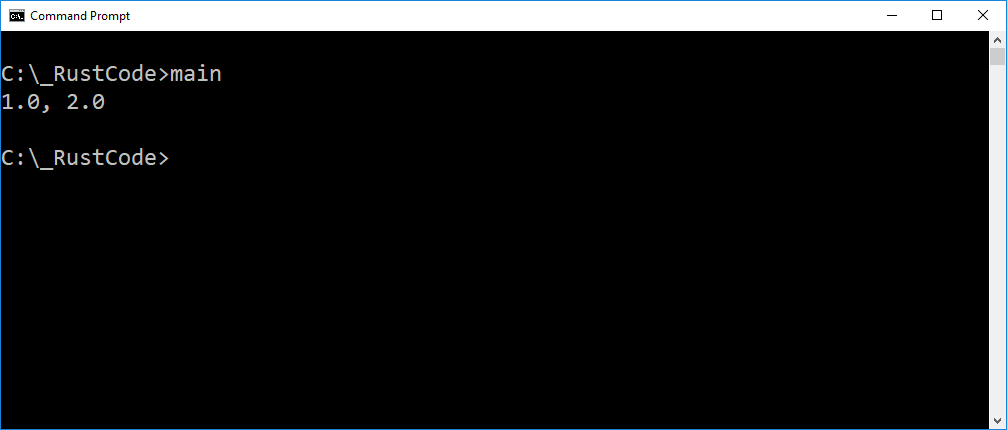 Command Prompt
C:\_RustCode>main
1.0, 2.0
C:\_RustCode>